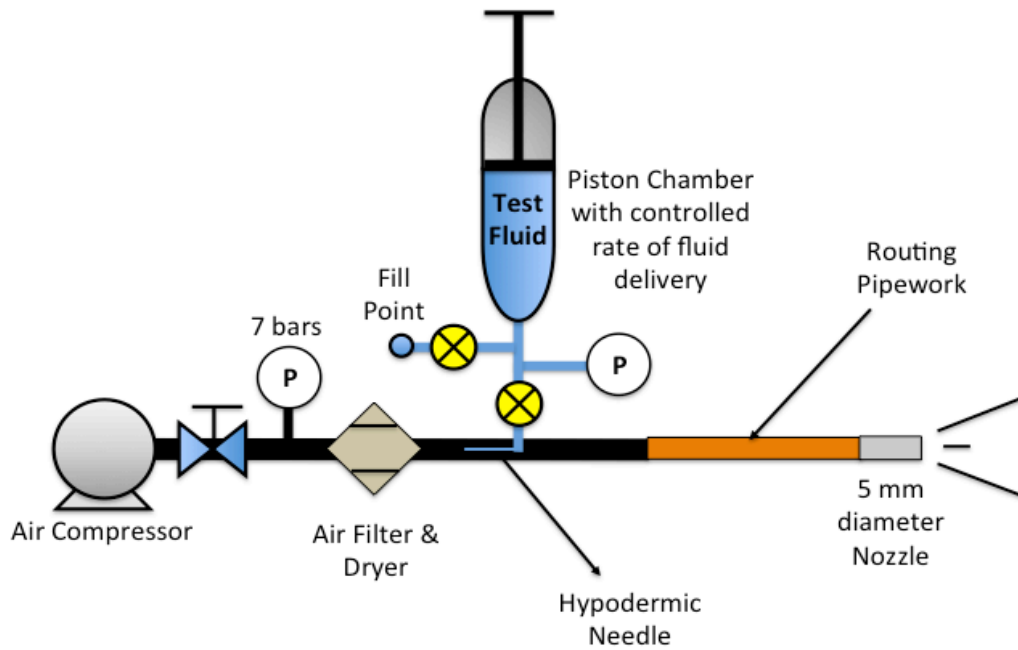 Test
Fluid
Piston Chamber
with controlled
rate of fluid
delivery
Routing
Pipework
Fill
Point
7 bars
P
P
Air Compressor
Air Filter &
Dryer
5 mm
diameter
Nozzle
Hypodermic
Needle